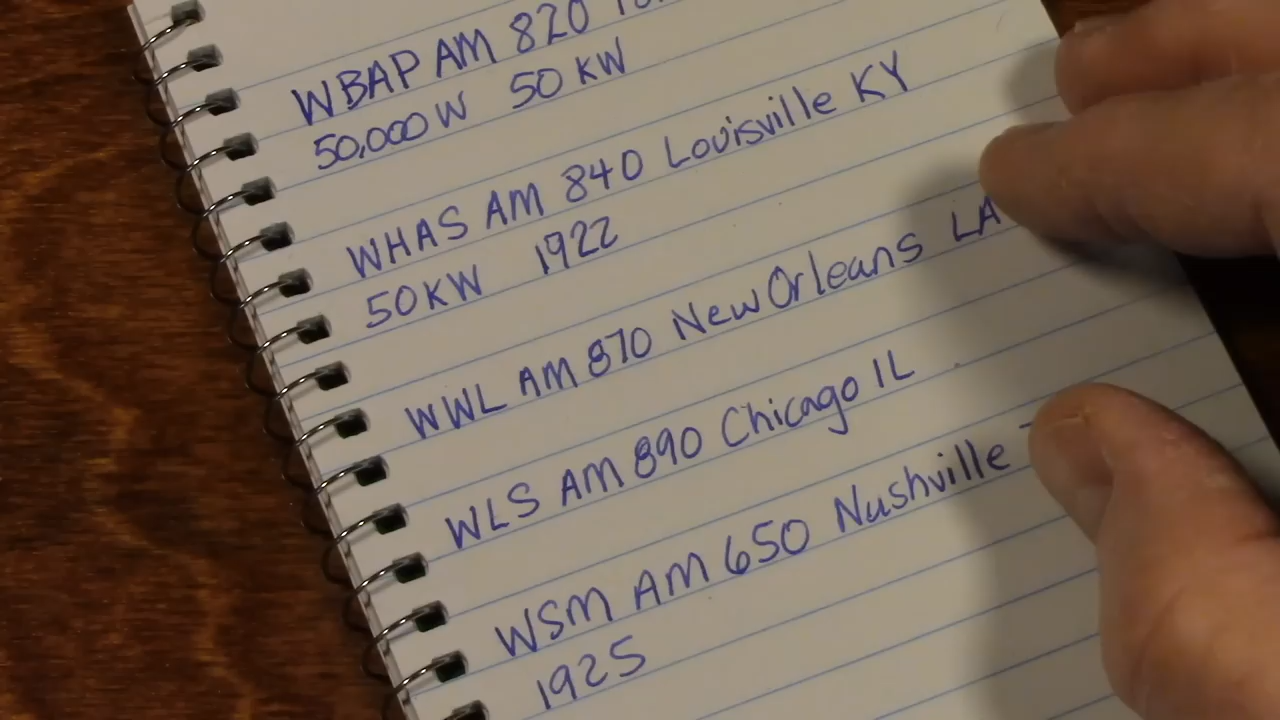 WBAP AM 820
50,000 W 50 KW
WHAS AM 840 Louisville KY
50KW 1922
WWL AM 870 New Orleans LA
WLS AM 890 Chicago IL
WSM AM 650 Nashville
1925